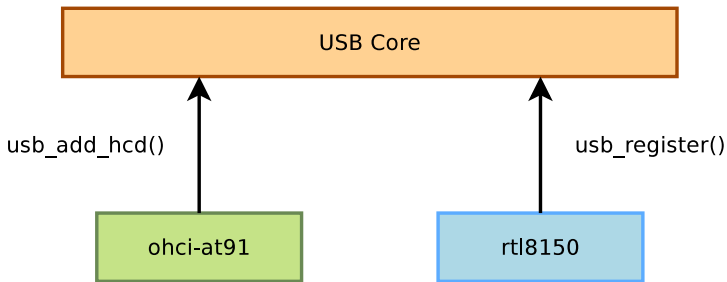 USB Core
usb_add_hcd()
usb_register()
ohci-at91
rtl8150